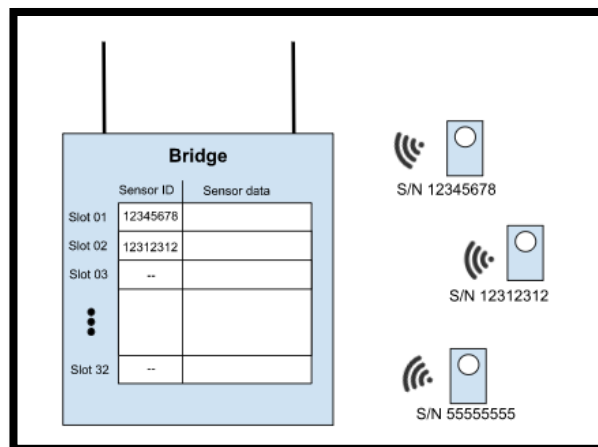 Bridge
Sensor ID Sensor data
Slot 01 12345678
Slot 02 12312312
Slot 03 --
Slot 32 --
S/N 12345678
S/N 12312312
S/N 55555555